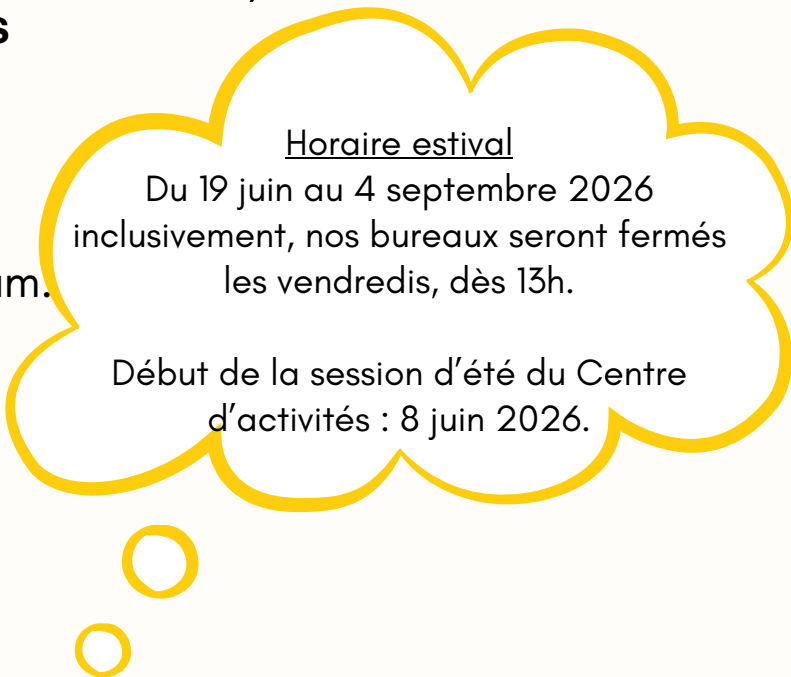 s
Horaire estival
Du 19 juin au 4 septembre 2026
inclusivement, nos bureaux seront fermés
um.
les vendredis, dès 13h.
Début de la session d'été du Centre
d'activités : 8 juin 2026.